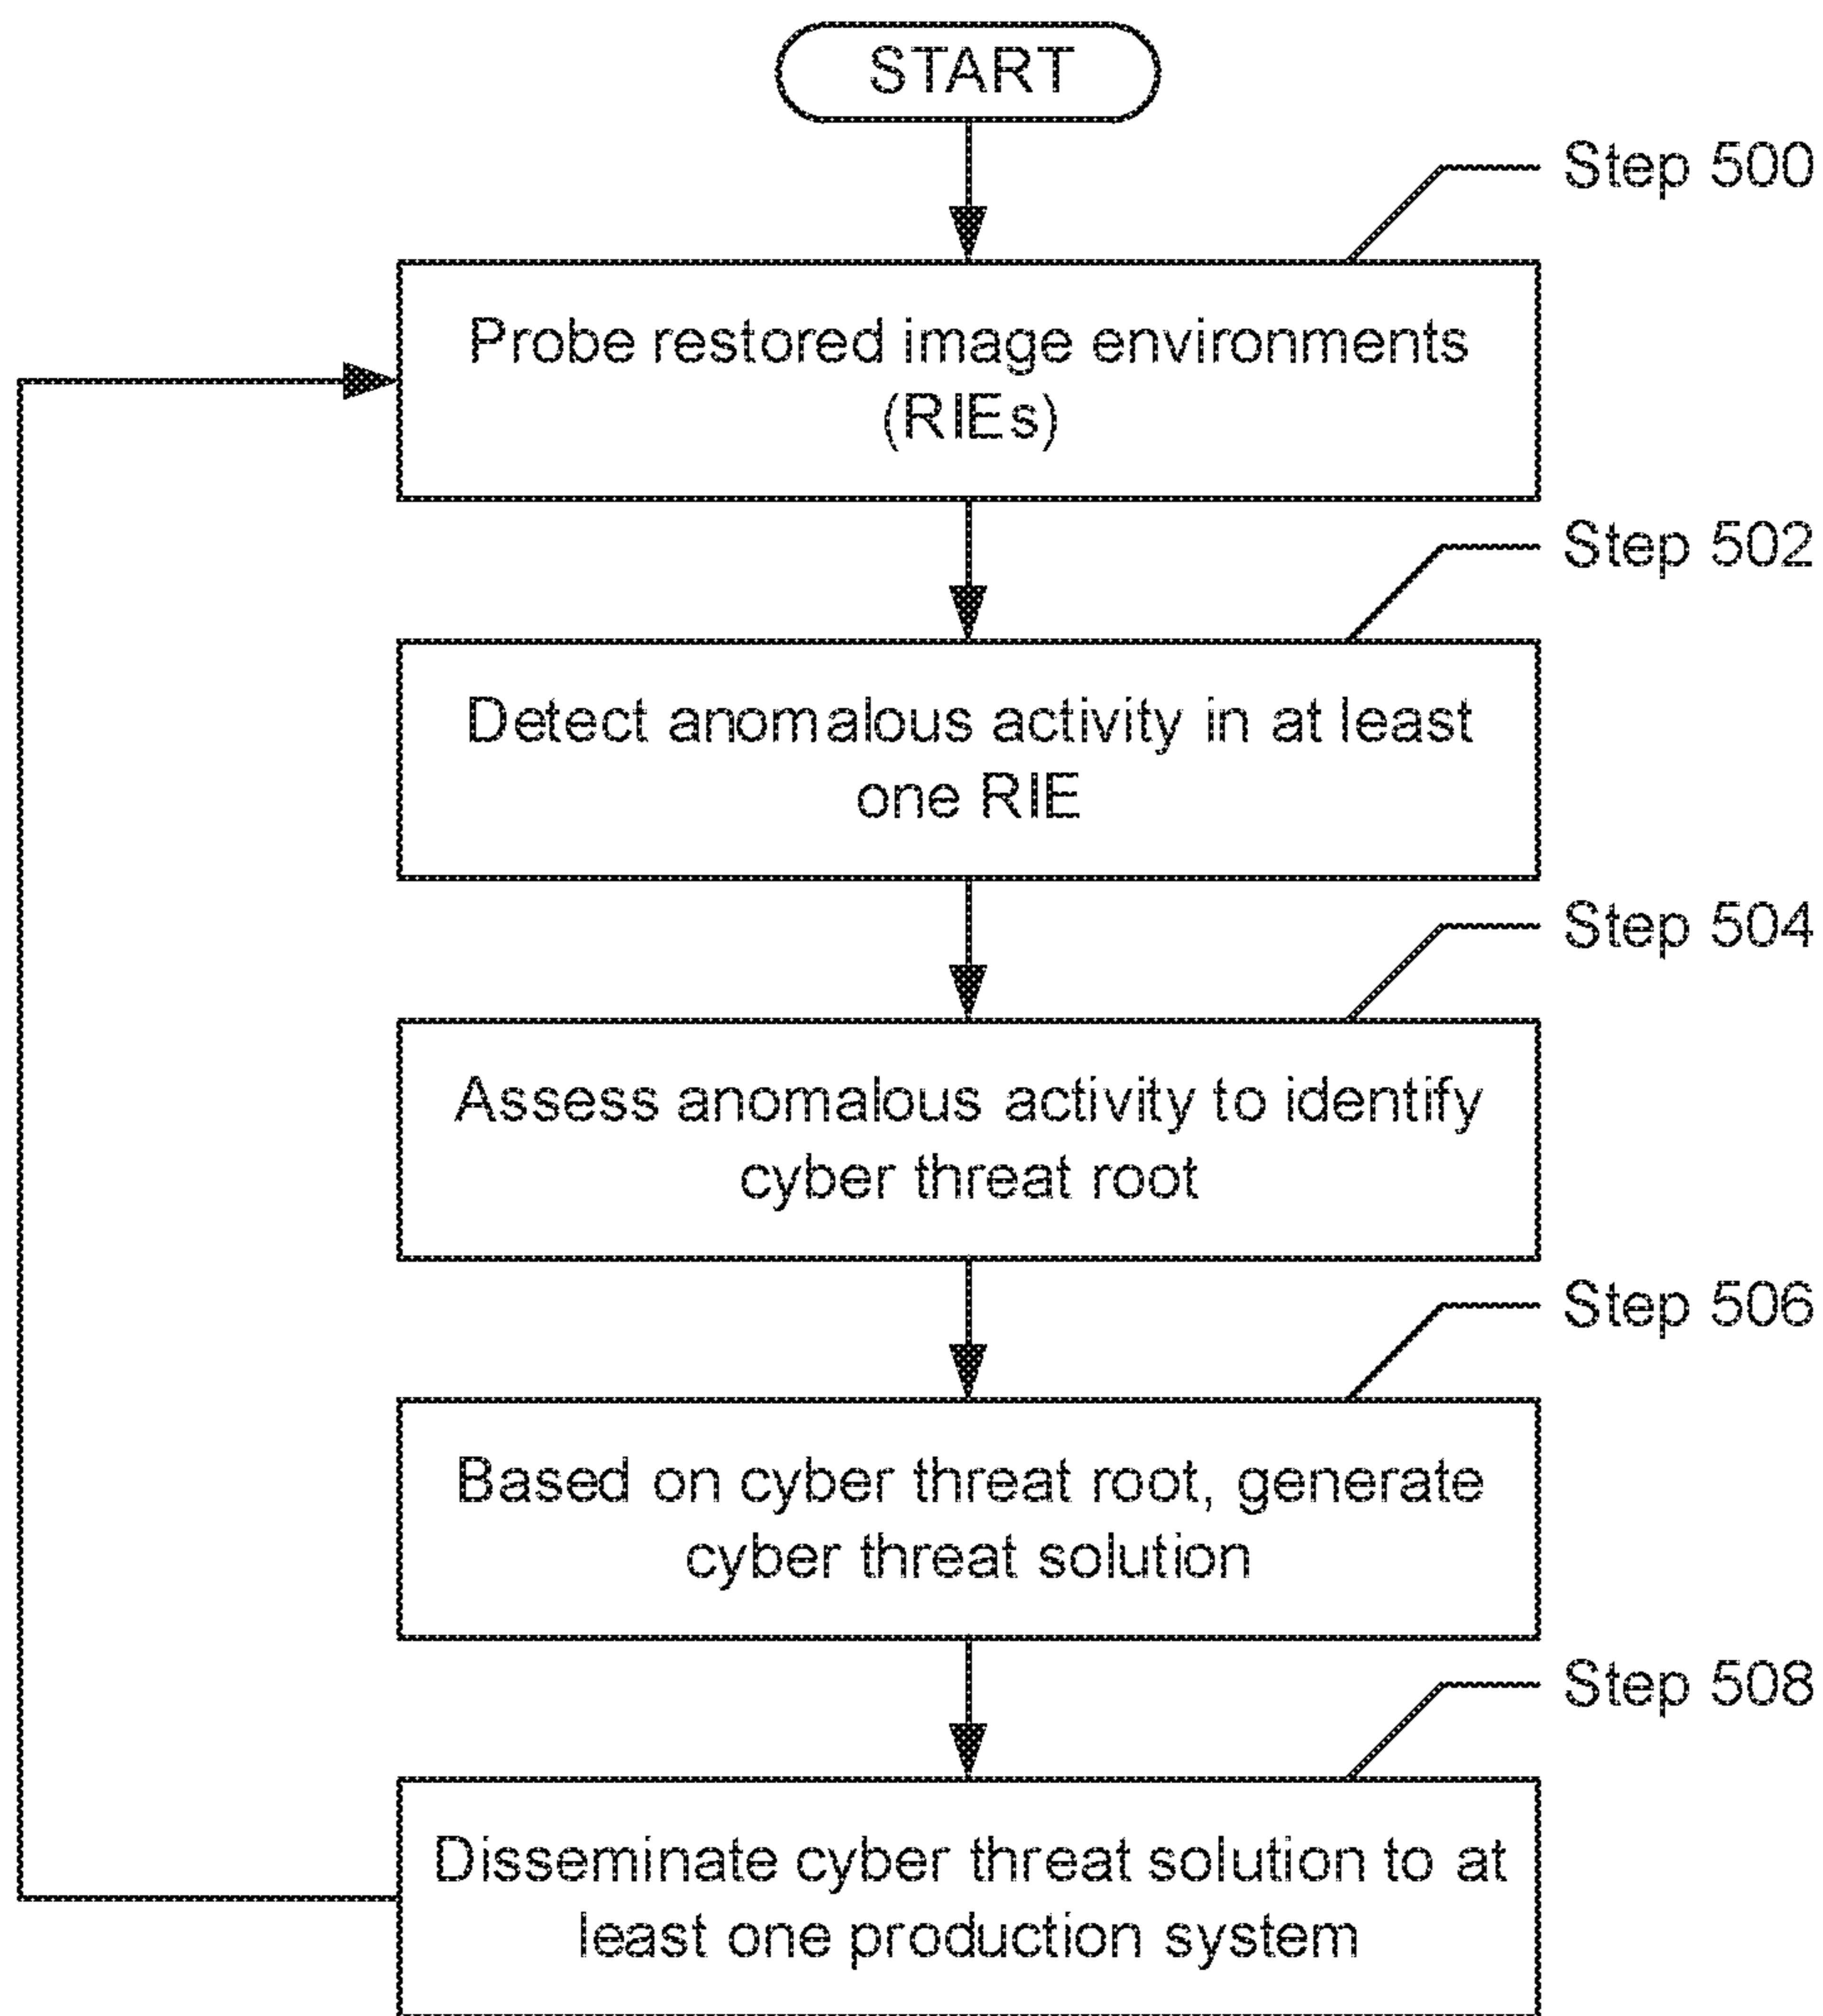 START
Step 500
Probe restored image environments
(RIEs)
Step 502
Detect anomalous activity in at least
one RIE
Step 504
Assess anomalous activity to identify
cyber threat root
Step 506
Based on cyber threat root, generate
cyber threat solution
Step 508
Disseminate cyber threat solution to at
least one production system